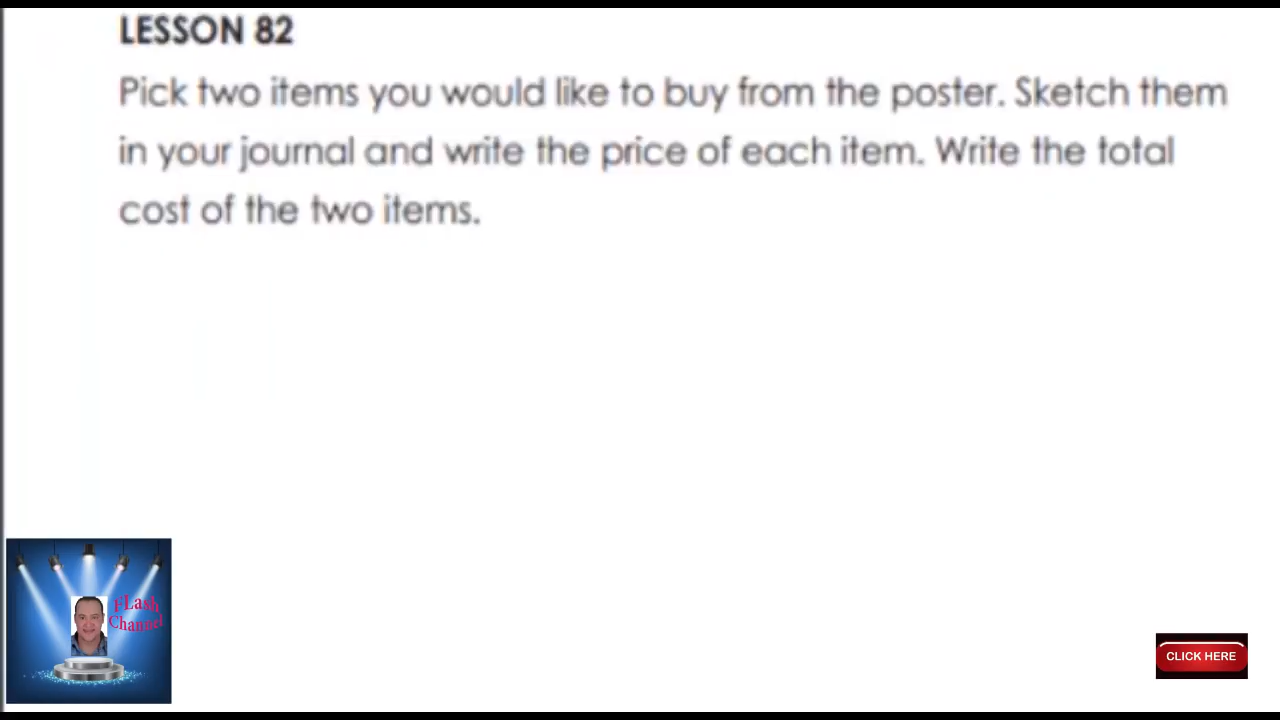 LESSON 82
Pick two items you would like to buy from the poster. Sketch them
in your journal and write the price of each item. Write the total
cost of the two items.
FLash
Channel
CLICK HERE